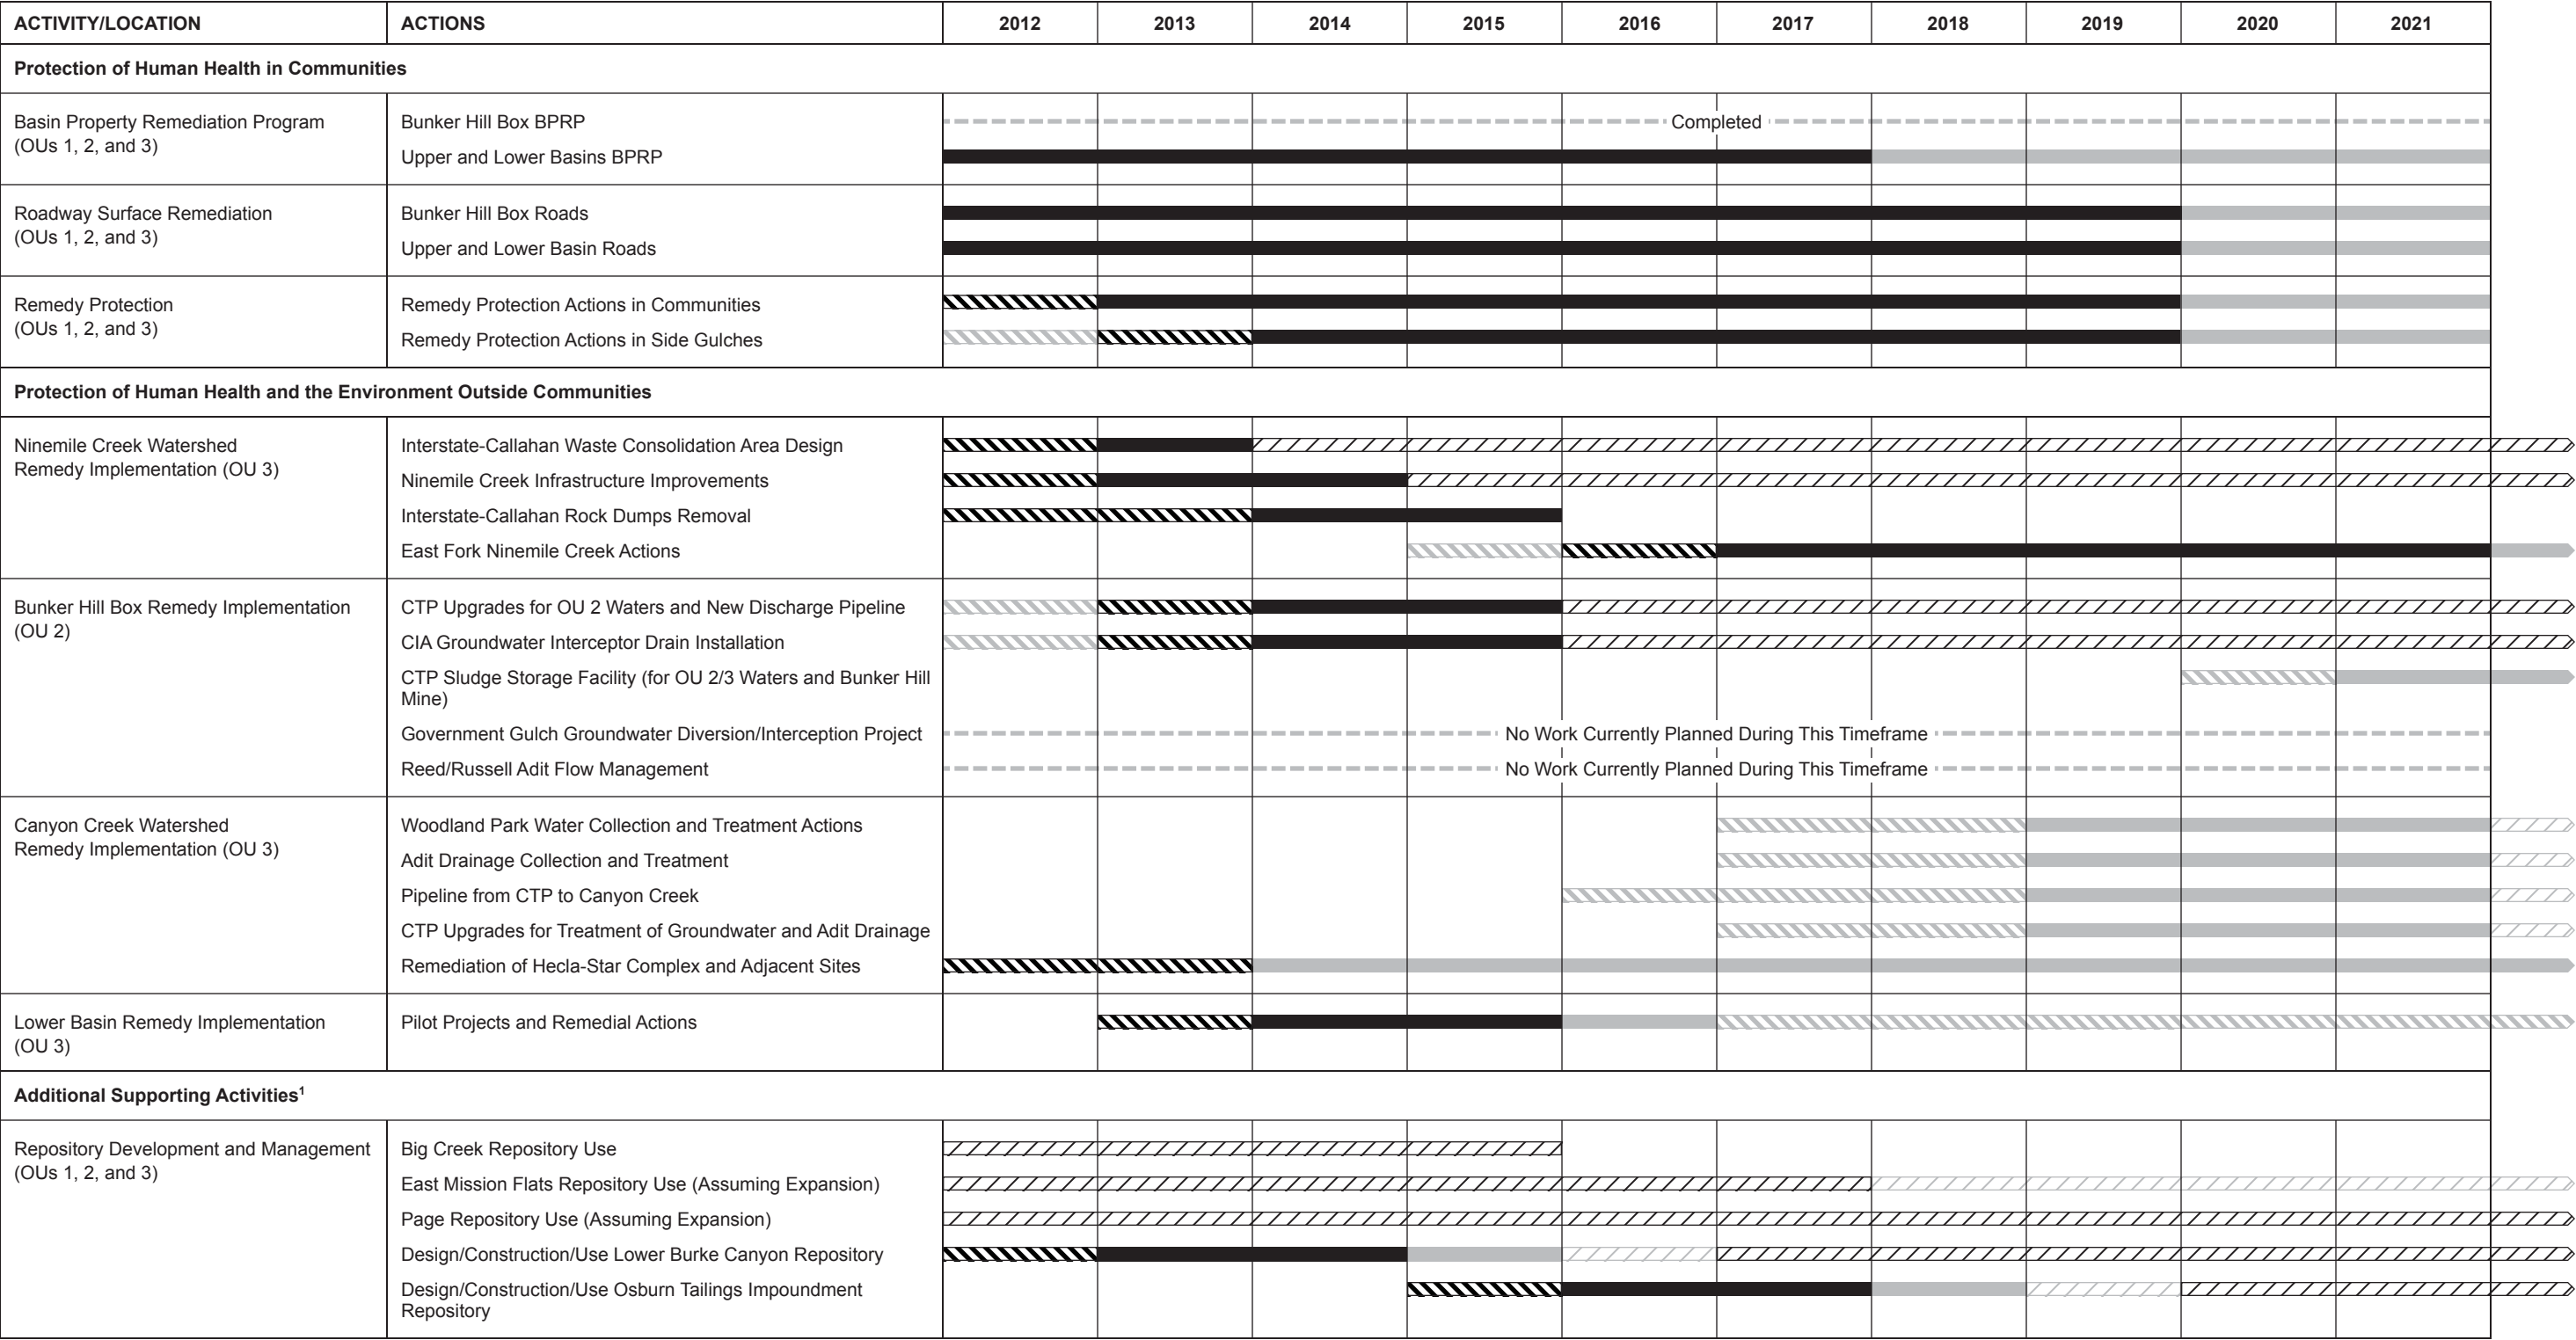 ACTIVITY/LOCATION ACTIONS 2012 2013 2014 2015 2016 2017 2018 2019 2020 2021
Protection of Human Health in Communities
Basin Property Remediation Program
(OUs 1, 2, and 3)
Bunker Hill Box BPRP
Completed
Upper and Lower Basins BPRP
Roadway Surface Remediation
(OUs 1, 2, and 3)
Bunker Hill Box Roads
Upper and Lower Basin Roads
Remedy Protection
(OUs 1, 2, and 3)
Remedy Protection Actions in Communities
Remedy Protection Actions in Side Gulches
Protection of Human Health and the Environment Outside Communities
Ninemile Creek Watershed
Remedy Implementation (OU 3)
Interstate-Callahan Waste Consolidation Area Design
Ninemile Creek Infrastructure Improvements
Interstate-Callahan Rock Dumps Removal
East Fork Ninemile Creek Actions
Bunker Hill Box Remedy Implementation
(OU 2)
CTP Upgrades for OU 2 Waters and New Discharge Pipeline
CIA Groundwater Interceptor Drain Installation
CTP Sludge Storage Facility (for OU 2/3 Waters and Bunker Hill
Mine)
Government Gulch Groundwater Diversion/Interception Project
No Work Currently Planned During This Timeframe
Reed/Russell Adit Flow Management
No Work Currently Planned During This Timeframe
Canyon Creek Watershed
Remedy Implementation (OU 3)
Woodland Park Water Collection and Treatment Actions
Adit Drainage Collection and Treatment
Pipeline from CTP to Canyon Creek
CTP Upgrades for Treatment of Groundwater and Adit Drainage
Remediation of Hecla-Star Complex and Adjacent Sites
Lower Basin Remedy Implementation
(OU 3)
Pilot Projects and Remedial Actions
Additional Supporting Activities1
Repository Development and Management
(OUs 1, 2, and 3)
Big Creek Repository Use
East Mission Flats Repository Use (Assuming Expansion)
Page Repository Use (Assuming Expansion)
Design/Construction/Use Lower Burke Canyon Repository
Design/Construction/Use Osburn Tailings Impoundment
Repository